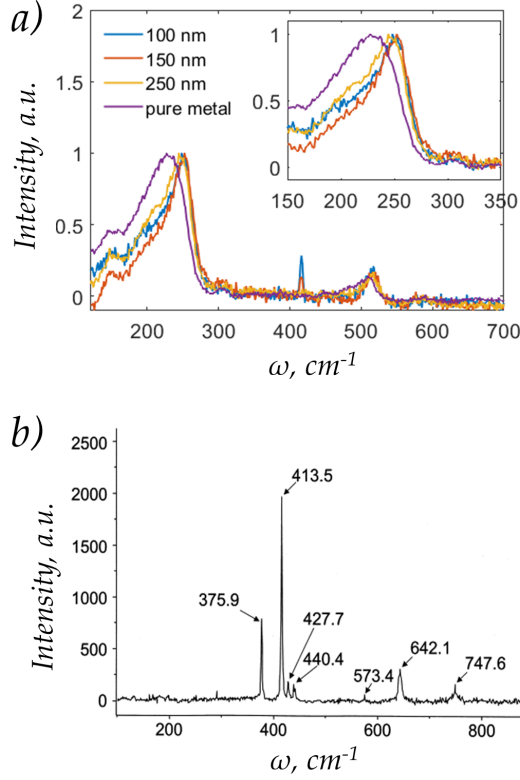 a)
2
1.5
1
0.5
0
Intensity, a.u.
100 nm
150 nm
250 nm
pure metal
1
0.5
0
150 200 250 300 350
200 300 400 500 600 700
ω, cm⁻¹
b)
2500
2000
1500
1000
500
0
Intensity, a.u.
413.5
375.9
427.7
440.4
573.4
642.1
747.6
200 400 600 800
ω, cm⁻¹